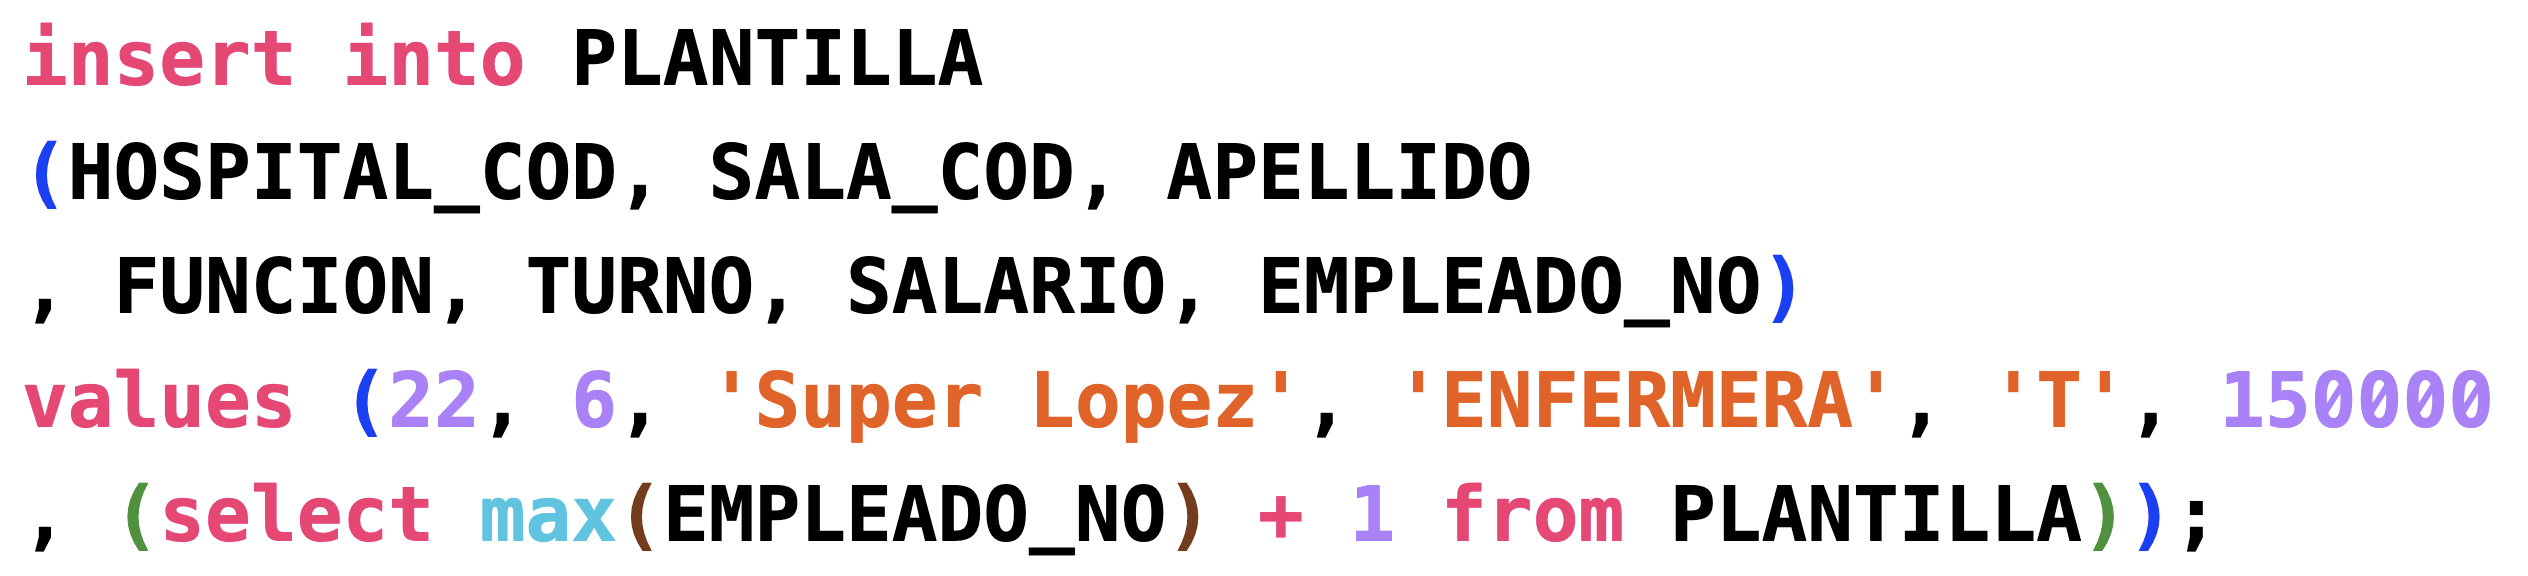 insert into PLANTILLA
(HOSPITAL_COD, SALA_COD, APELLIDO
, FUNCION, TURNO, SALARIO, EMPLEADO_NO)
values (22, 6, 'Super Lopez', 'ENFERMERA', 'T', 150000
, (select max(EMPLEADO_NO) + 1 from PLANTILLA));